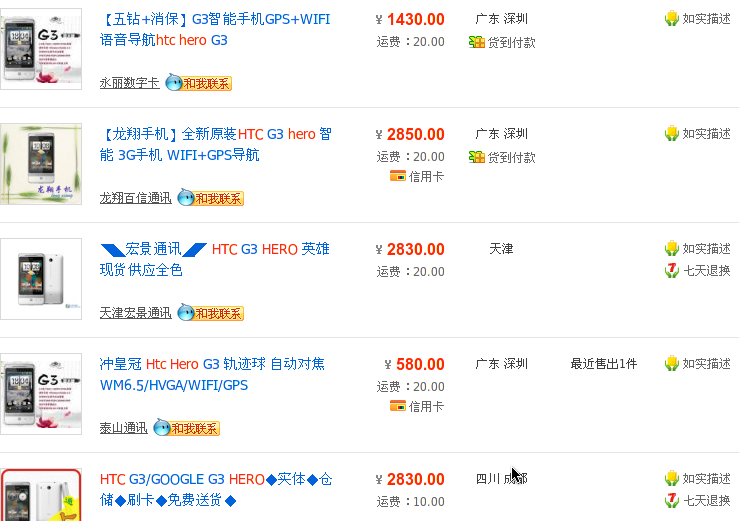 【五钻+消保】G3智能手机GPS+WIFI
语音导航htc hero G3
¥ 1430.00
运费：20.00
广东 深圳
货到付款
如实描述
永丽数字卡 和我联系
G3
【龙翔手机】全新原装HTC G3 hero 智
能 3G手机 WIFI+GPS导航
¥ 2850.00
运费：20.00
信用卡
广东 深圳
货到付款
如实描述
龙翔百信通讯 和我联系
龙翔手机
◥◣宏景通讯◢◤ HTC G3 HERO 英雄
现货供应全色
¥ 2830.00
运费：20.00
天津
如实描述
七天退换
天津宏景通讯 和我联系
冲皇冠 Htc Hero G3 轨迹球 自动对焦
WM6.5/HVGA/WIFI/GPS
¥ 580.00
运费：20.00
信用卡
广东 深圳
最近售出1件
如实描述
泰山通讯 和我联系
G3
HTC G3/GOOGLE G3 HERO◆实体◆仓
储◆刷卡◆免费送货◆
¥ 2830.00
运费：10.00
四川 成都
如实描述
七天退换